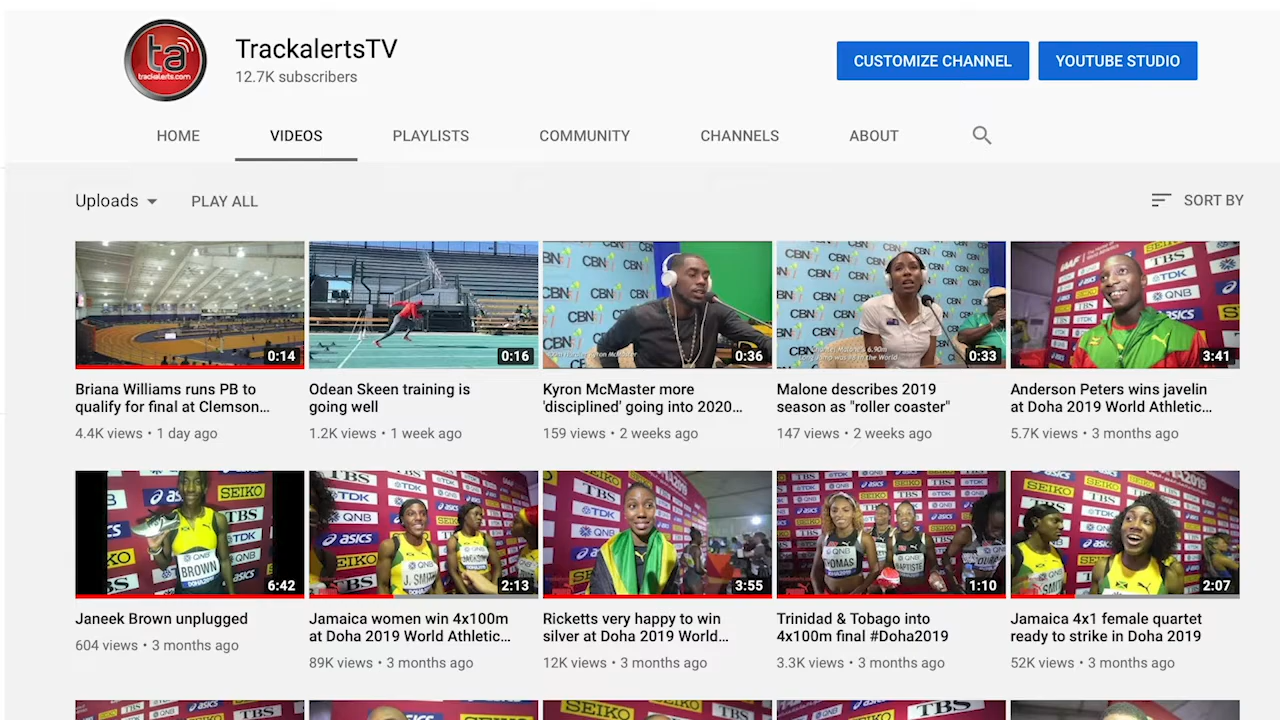 ta
trackalerts.com
TrackalertsTV
12.7K subscribers
CUSTOMIZE CHANNEL
YOUTUBE STUDIO
HOME
VIDEOS
PLAYLISTS
COMMUNITY
CHANNELS
ABOUT
Uploads
PLAY ALL
SORT BY
0:14
0:16
0:36
0:33
3:41
Briana Williams runs PB to
qualify for final at Clemson...
4.4K views • 1 day ago
Odean Skeen training is
going well
1.2K views • 1 week ago
Kyron McMaster more
'disciplined' going into 2020...
159 views • 2 weeks ago
Malone describes 2019
season as "roller coaster"
147 views • 2 weeks ago
Anderson Peters wins javelin
at Doha 2019 World Athletic...
5.7K views • 3 months ago
BROWN
6:42
2:13
3:55
1:10
2:07
Janeek Brown unplugged
604 views • 3 months ago
Jamaica women win 4x100m
at Doha 2019 World Athletic...
89K views • 3 months ago
Ricketts very happy to win
silver at Doha 2019 World...
12K views • 3 months ago
Trinidad & Tobago into
4x100m final #Doha2019
3.3K views • 3 months ago
Jamaica 4x1 female quartet
ready to strike in Doha 2019
52K views • 3 months ago